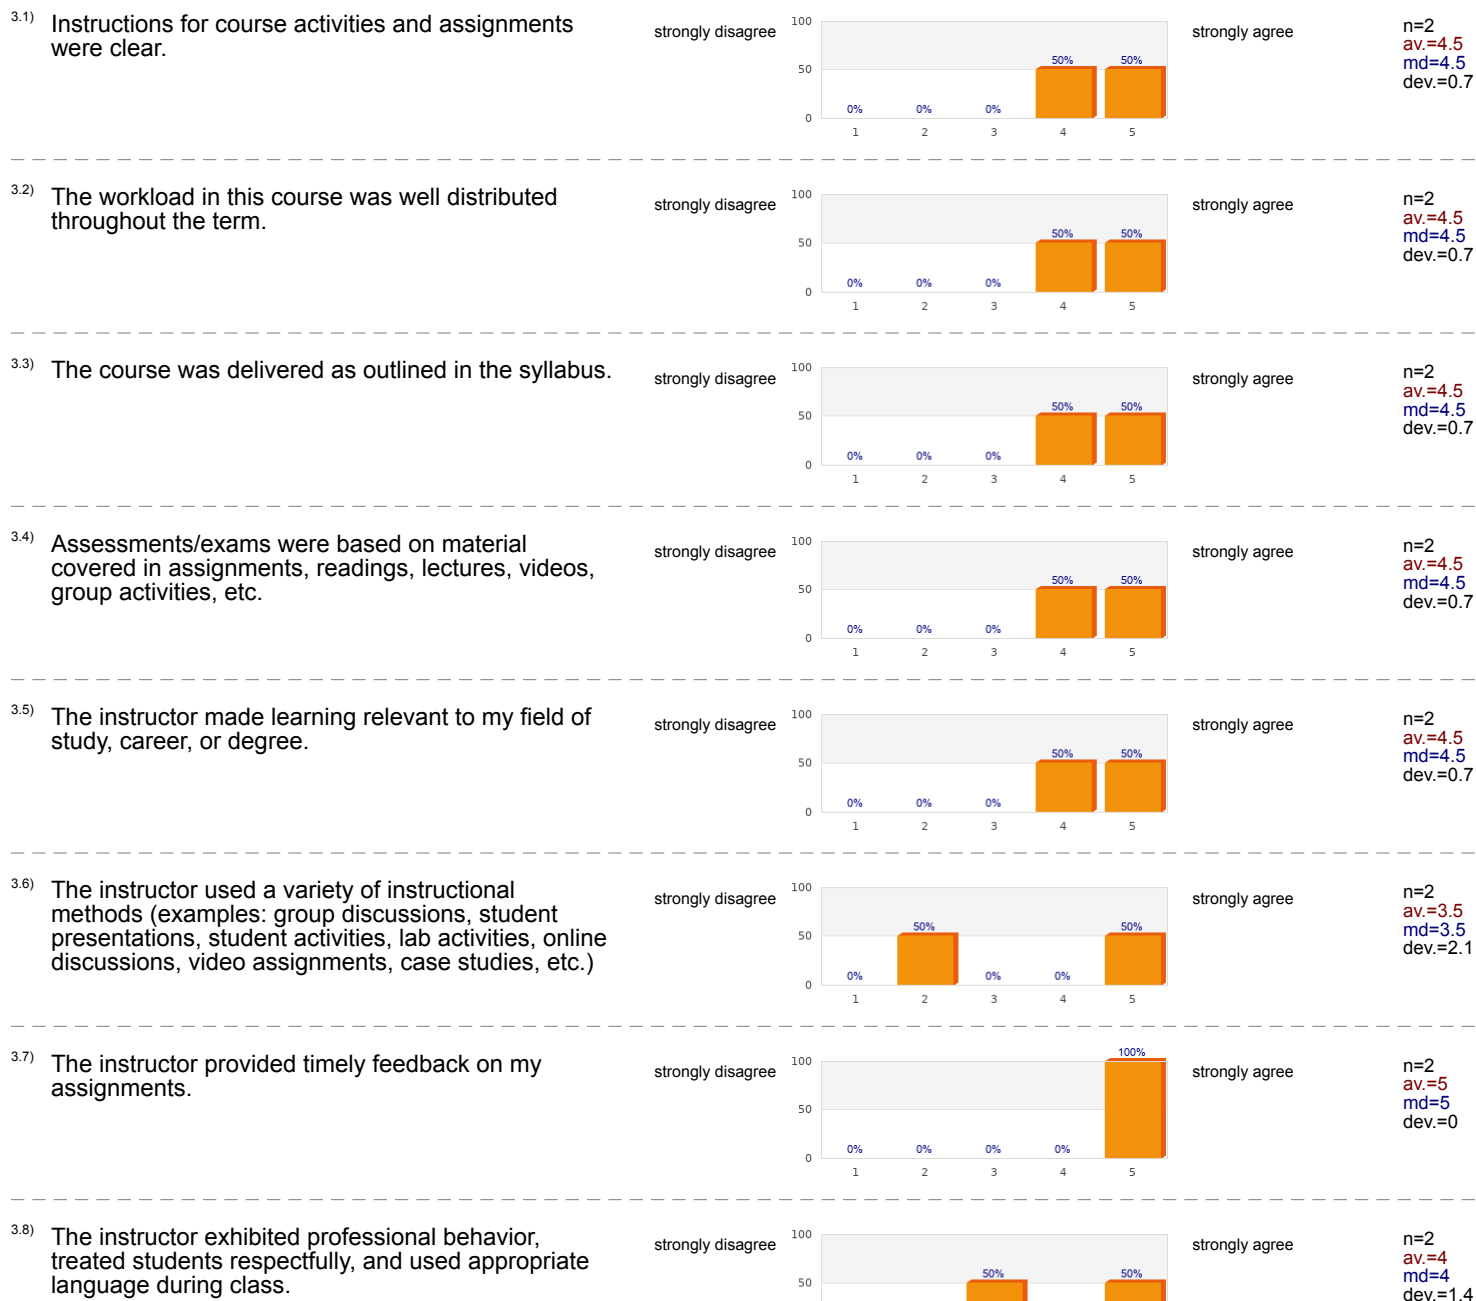 3.1) Instructions for course activities and assignments
were clear.
strongly disagree
100
50
0
0%
0%
0%
50%
50%
1
2
3
4
5
strongly agree
n=2
av.=4.5
md=4.5
dev.=0.7
3.2) The workload in this course was well distributed
throughout the term.
strongly disagree
100
50
0
0%
0%
0%
50%
50%
1
2
3
4
5
strongly agree
n=2
av.=4.5
md=4.5
dev.=0.7
3.3) The course was delivered as outlined in the syllabus.
strongly disagree
100
50
0
0%
0%
0%
50%
50%
1
2
3
4
5
strongly agree
n=2
av.=4.5
md=4.5
dev.=0.7
3.4) Assessments/exams were based on material
covered in assignments, readings, lectures, videos,
group activities, etc.
strongly disagree
100
50
0
0%
0%
0%
50%
50%
1
2
3
4
5
strongly agree
n=2
av.=4.5
md=4.5
dev.=0.7
3.5) The instructor made learning relevant to my field of
study, career, or degree.
strongly disagree
100
50
0
0%
0%
0%
50%
50%
1
2
3
4
5
strongly agree
n=2
av.=4.5
md=4.5
dev.=0.7
3.6) The instructor used a variety of instructional
methods (examples: group discussions, student
presentations, student activities, lab activities, online
discussions, video assignments, case studies, etc.)
strongly disagree
100
50
0
0%
50%
0%
0%
50%
1
2
3
4
5
strongly agree
n=2
av.=3.5
md=3.5
dev.=2.1
3.7) The instructor provided timely feedback on my
assignments.
strongly disagree
100
50
0
0%
0%
0%
0%
100%
1
2
3
4
5
strongly agree
n=2
av.=5
md=5
dev.=0
3.8) The instructor exhibited professional behavior,
treated students respectfully, and used appropriate
language during class.
strongly disagree
100
50
50%
50%
strongly agree
n=2
av.=4
md=4
dev.=1.4